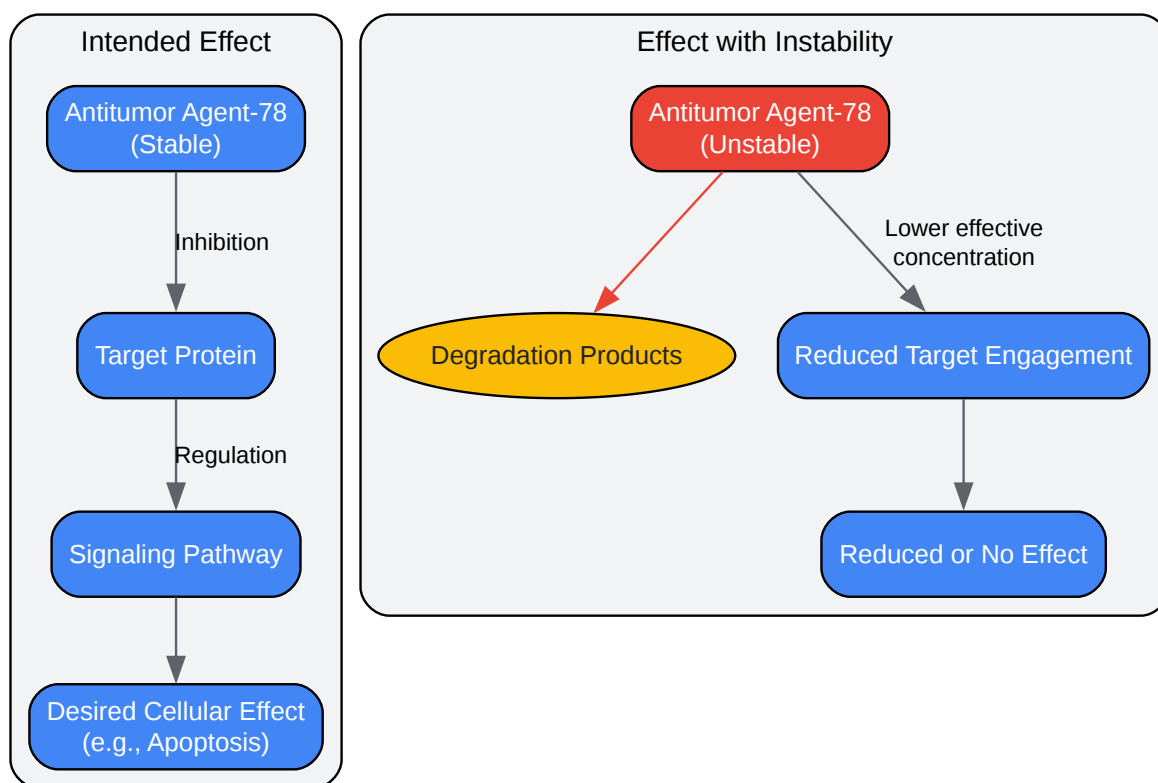 Intended Effect
Antitumor Agent-78
(Stable)
Inhibition
Target Protein
Regulation
Signaling Pathway
Desired Cellular Effect
(e.g., Apoptosis)
Effect with Instability
Antitumor Agent-78
(Unstable)
Lower effective
concentration
Degradation Products
Reduced Target Engagement
Reduced or No Effect